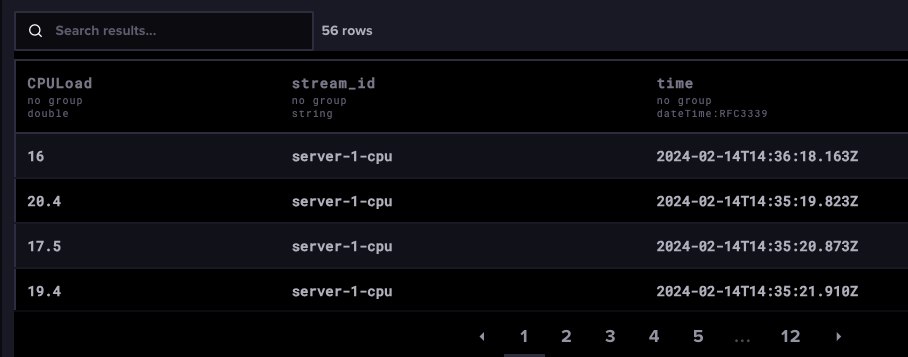 Search results... 56 rows
CPULoad stream_id time
no group no group no group
double string dateTime:RFC3339
16 server-1-cpu 2024-02-14T14:36:18.163Z
20.4 server-1-cpu 2024-02-14T14:35:19.823Z
17.5 server-1-cpu 2024-02-14T14:35:20.873Z
19.4 server-1-cpu 2024-02-14T14:35:21.910Z
1 2 3 4 5 ... 12